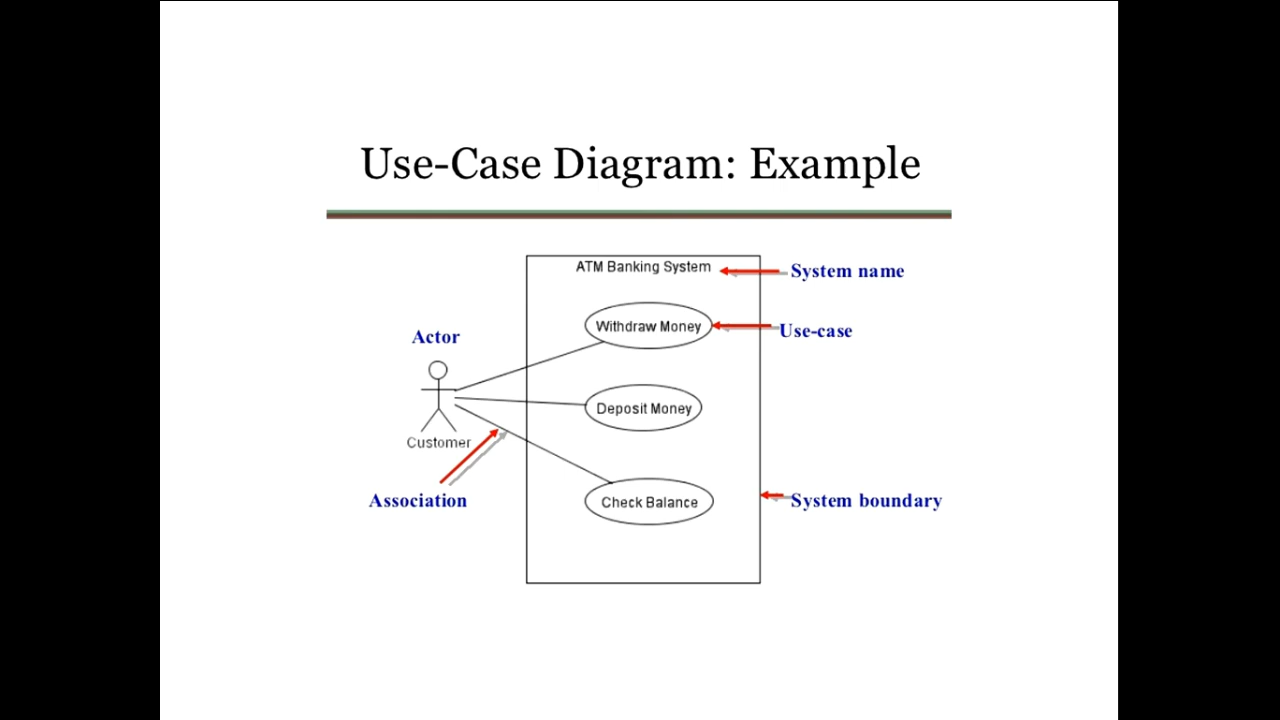 Use-Case Diagram: Example
ATM Banking System
System name
Withdraw Money
Use-case
Actor
Deposit Money
Customer
Association
Check Balance
System boundary